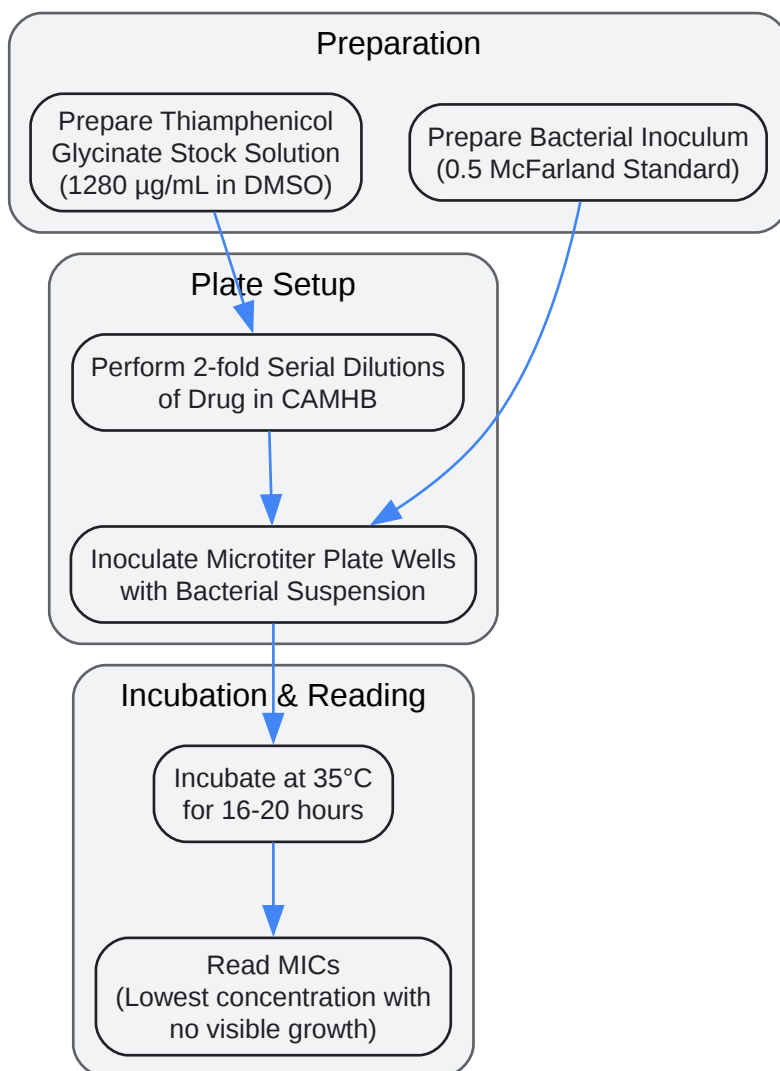 Preparation
Prepare Thiamphenicol
Glycinate Stock Solution
(1280 µg/mL in DMSO)
Prepare Bacterial Inoculum
(0.5 McFarland Standard)
Plate Setup
Perform 2-fold Serial Dilutions
of Drug in CAMHB
Inoculate Microtiter Plate Wells
with Bacterial Suspension
Incubation & Reading
Incubate at 35°C
for 16-20 hours
Read MICs
(Lowest concentration with
no visible growth)